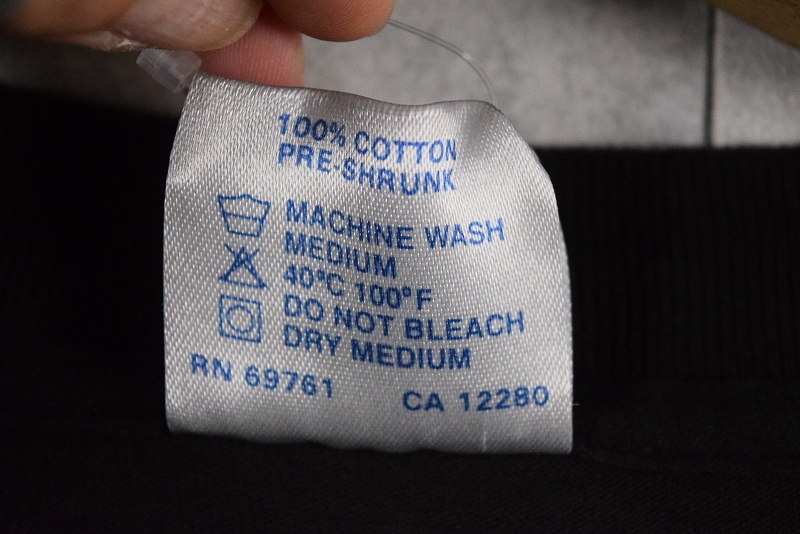 100% COTTON
PRE-SHRUNK
MACHINE WASH
MEDIUM
40°C 100°F
DO NOT BLEACH
DRY MEDIUM
RN 69761 CA 12280